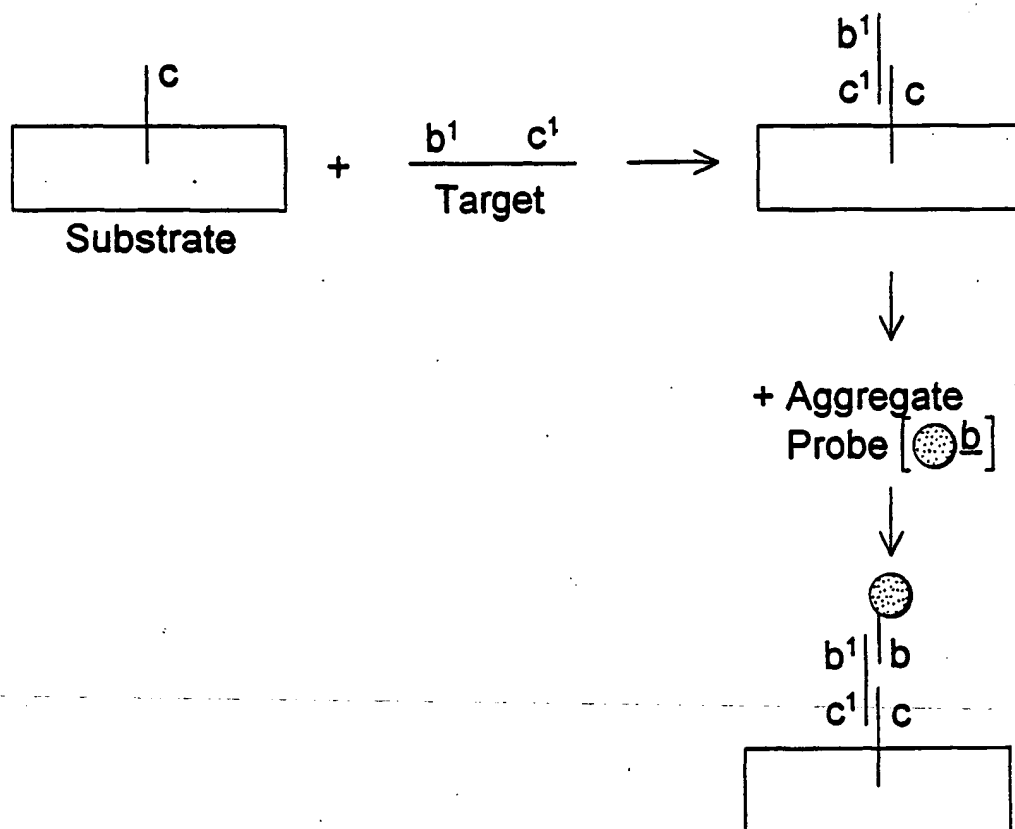 c
Substrate
+
b¹ c¹
Target
b¹
c¹ c
+ Aggregate
Probe [b]
b¹ b
c¹ c